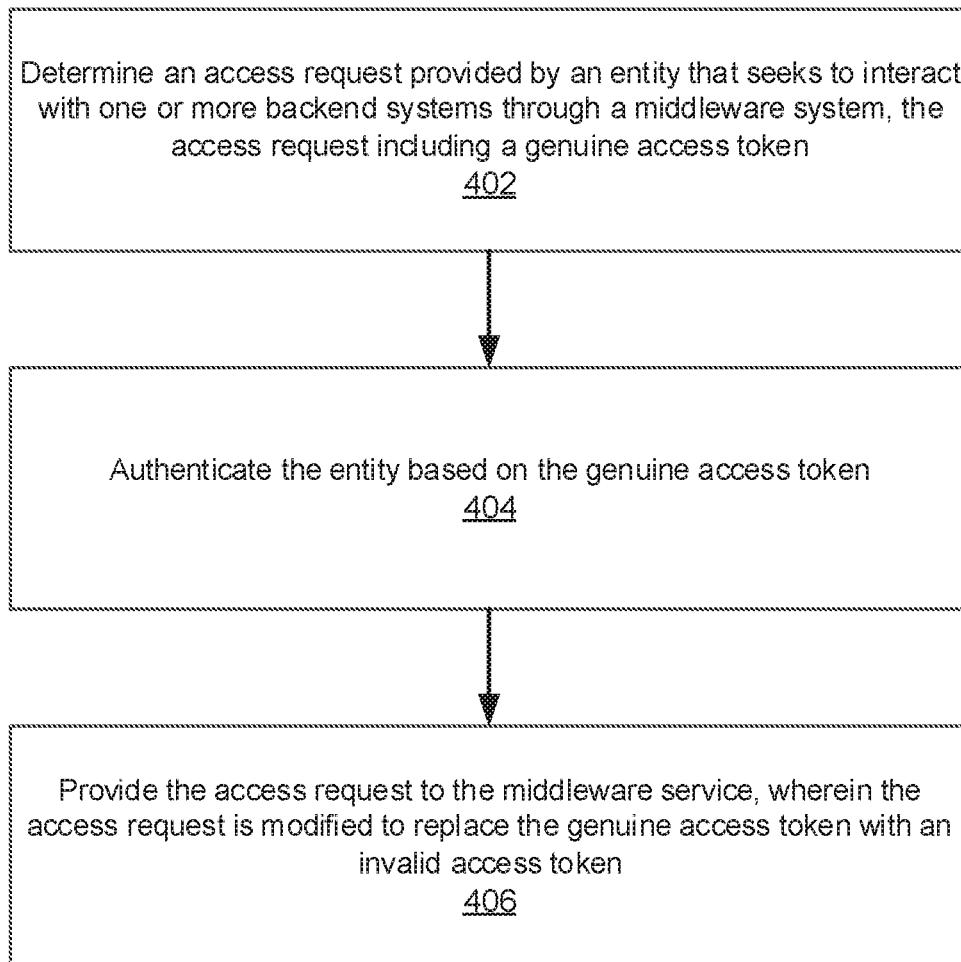 Determine an access request provided by an entity that seeks to interact
with one or more backend systems through a middleware system, the
access request including a genuine access token
402
Authenticate the entity based on the genuine access token
404
Provide the access request to the middleware service, wherein the
access request is modified to replace the genuine access token with an
invalid access token
406